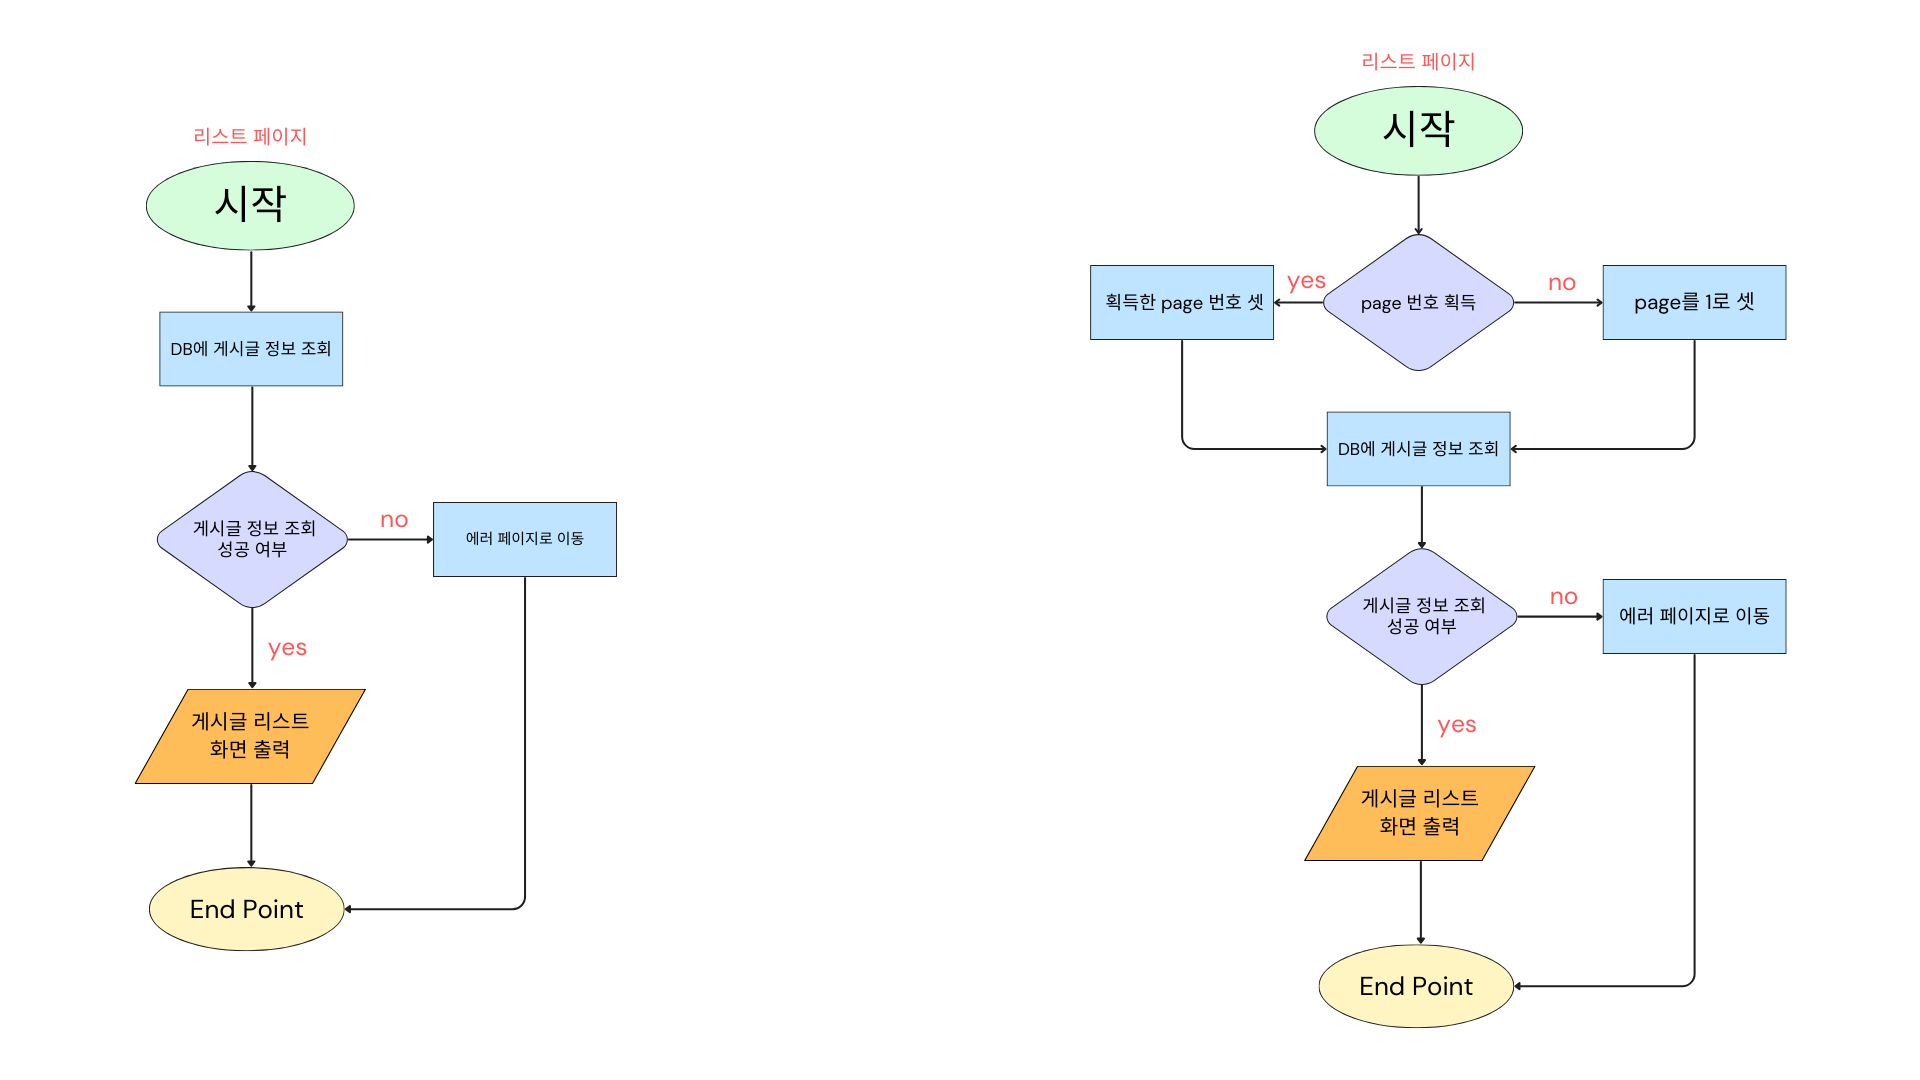 리스트 페이지
시작
DB에 게시글 정보 조회
게시글 정보 조회
성공 여부
no
에러 페이지로 이동
yes
게시글 리스트
화면 출력
End Point
리스트 페이지
시작
page 번호 획득
yes
획득한 page 번호 셋
no
page를 1로 셋
DB에 게시글 정보 조회
게시글 정보 조회
성공 여부
no
에러 페이지로 이동
yes
게시글 리스트
화면 출력
End Point